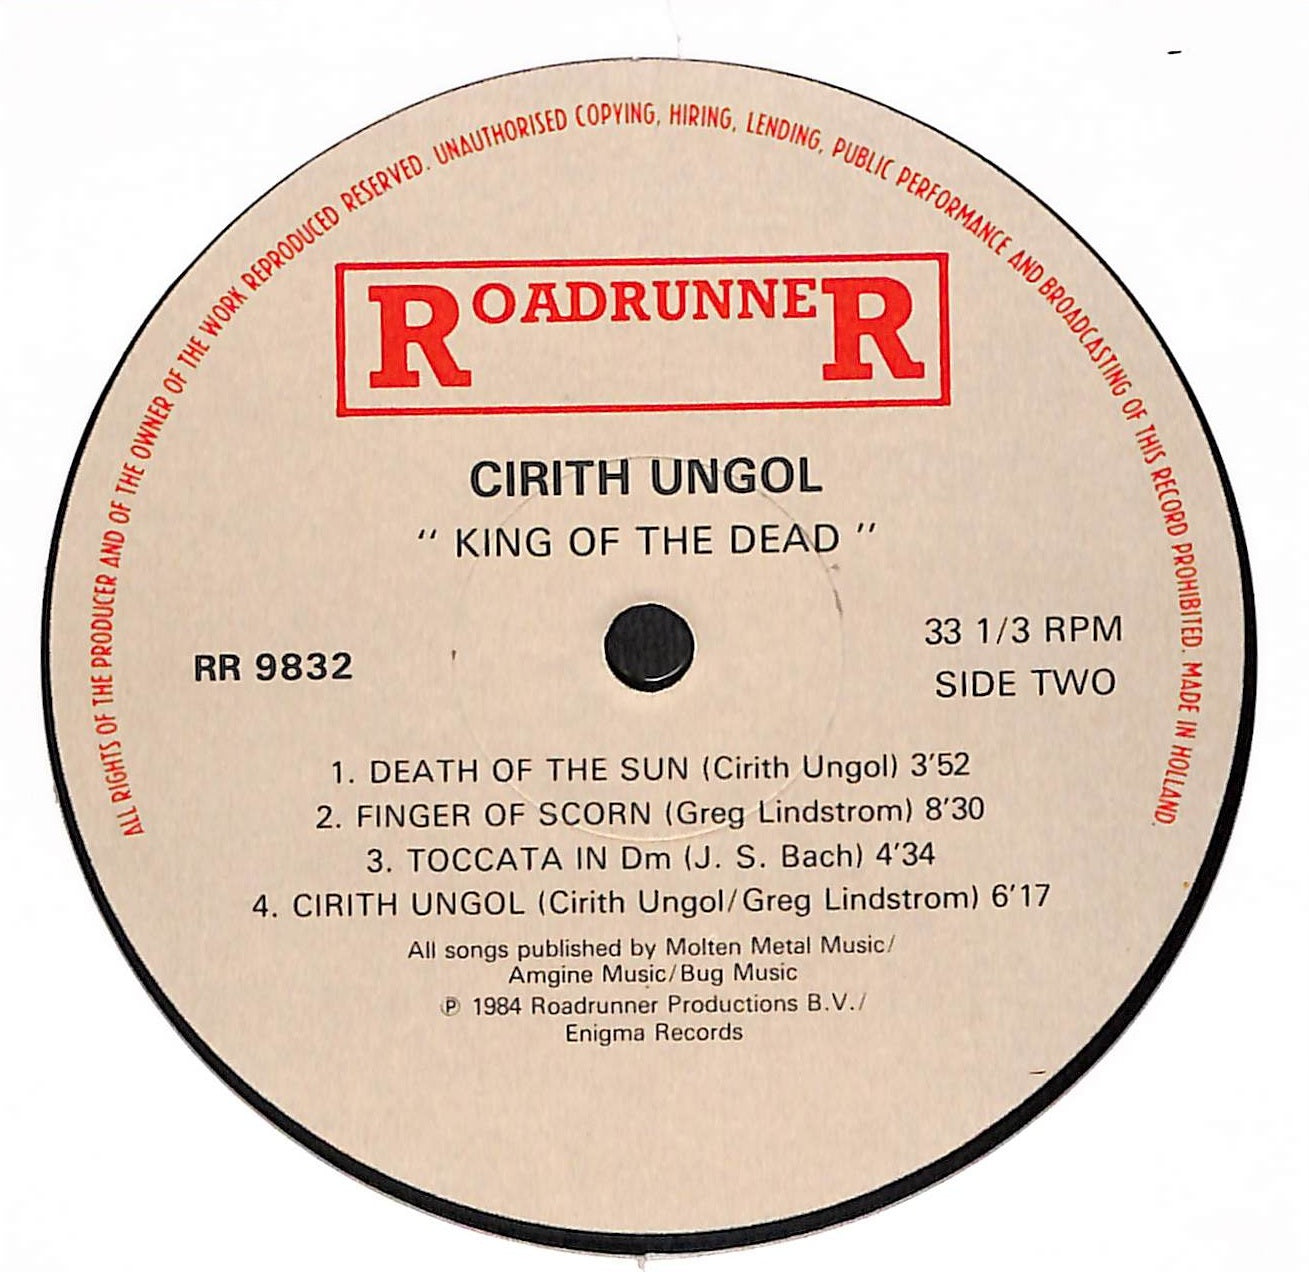 ALL RIGHTS OF THE PRODUCER AND OF THE OWNER OF THE WORK REPRODUCED RESERVED. UNAUTHORISED COPYING, HIRING, LENDING, PUBLIC PERFORMANCE AND BROADCASTING OF THIS RECORD PROHIBITED. MADE IN HOLLAND.
ROADRUNNER
CIRITH UNGOL
" KING OF THE DEAD "
RR 9832
33 1/3 RPM
SIDE TWO
1. DEATH OF THE SUN (Cirith Ungol) 3'52
2. FINGER OF SCORN (Greg Lindstrom) 8'30
3. TOCCATA IN Dm (J. S. Bach) 4'34
4. CIRITH UNGOL (Cirith Ungol/Greg Lindstrom) 6'17
All songs published by Molten Metal Music/
Amgine Music/Bug Music
℗ 1984 Roadrunner Productions B.V./
Enigma Records